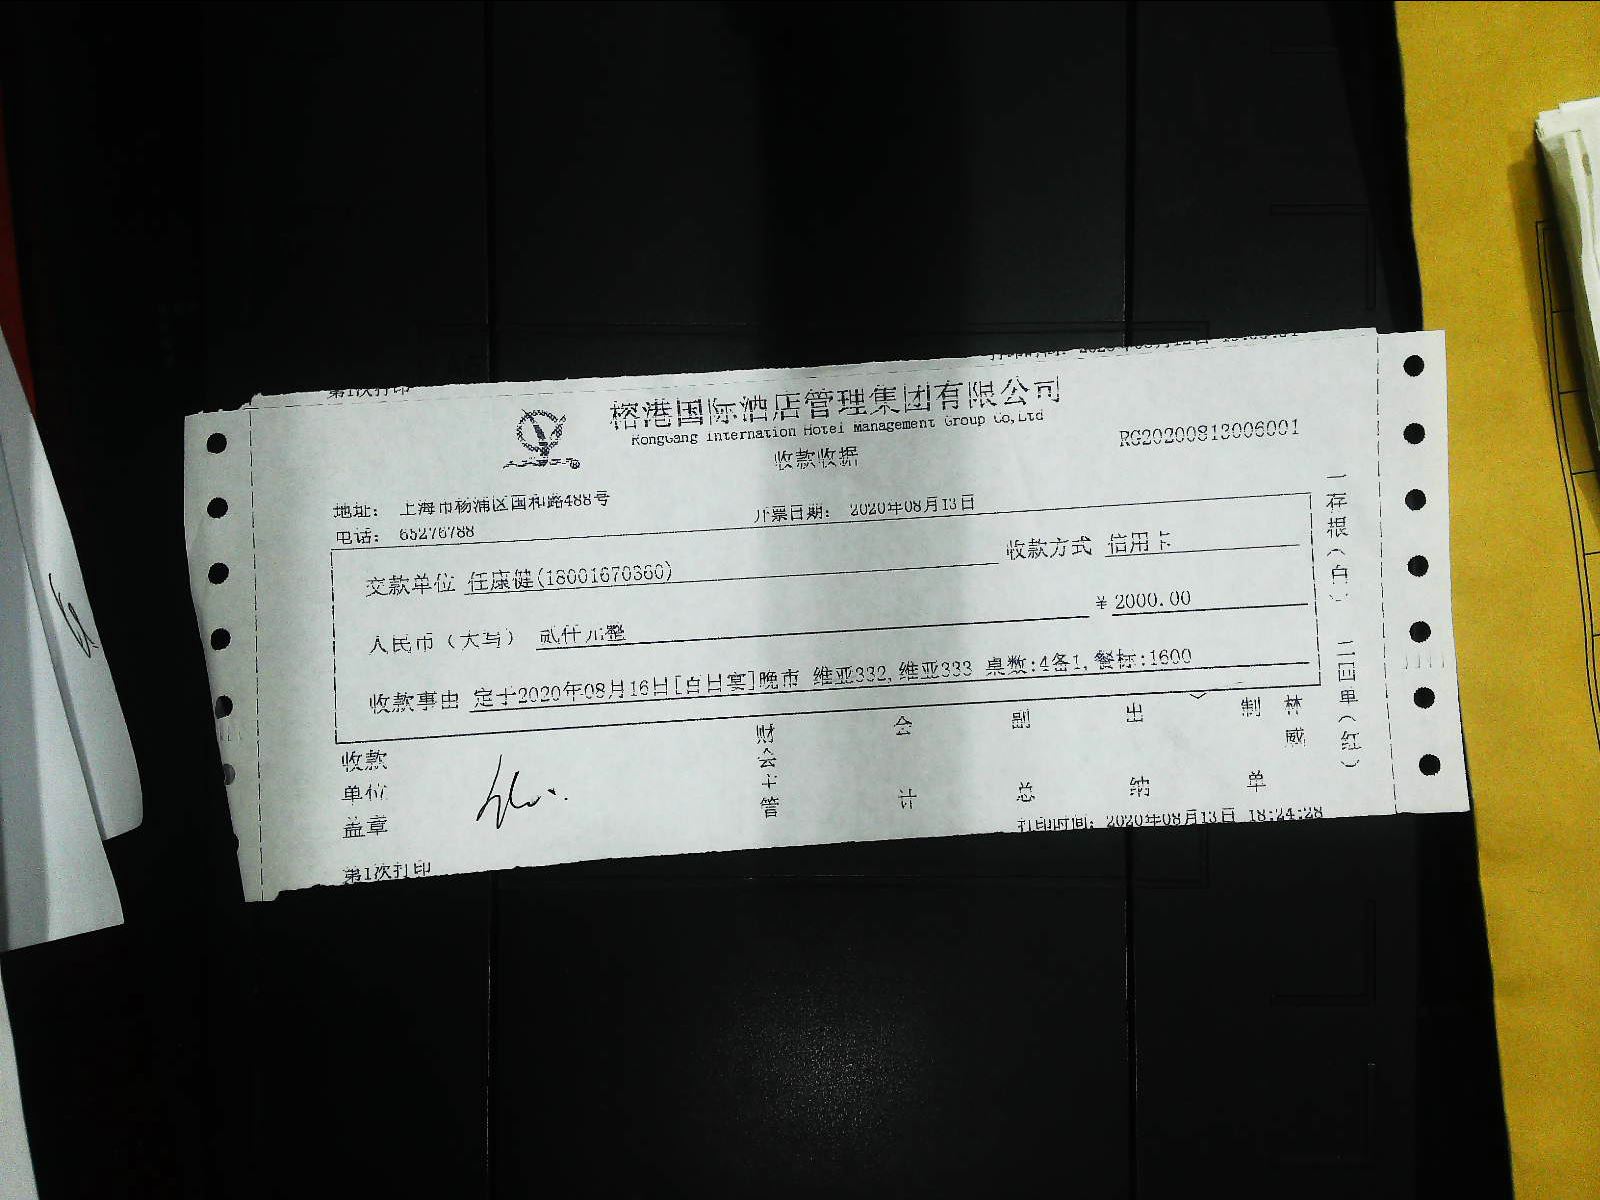 第1次打印
榕港国际酒店管理集团有限公司
RongGang Internation Hotel Management Group Co,Ltd
收款收据
RG20200813006001
地址： 上海市杨浦区国和路488号
电话： 65276788
开票日期： 2020年08月13日
交款单位 任康健(18001670360)
收款方式 信用卡
人民币（大写） 贰仟元整
¥ 2000.00
收款事由 定于2020年08月16日[白日宴]晚市 维亚332,维亚333 桌数:4备1,餐标:1600
一存根（白） 二回单（红）
收款单位盖章
财会主管
会计
副总
出纳
制单
林威
打印时间： 2020年08月13日 18:24:28
第1次打印